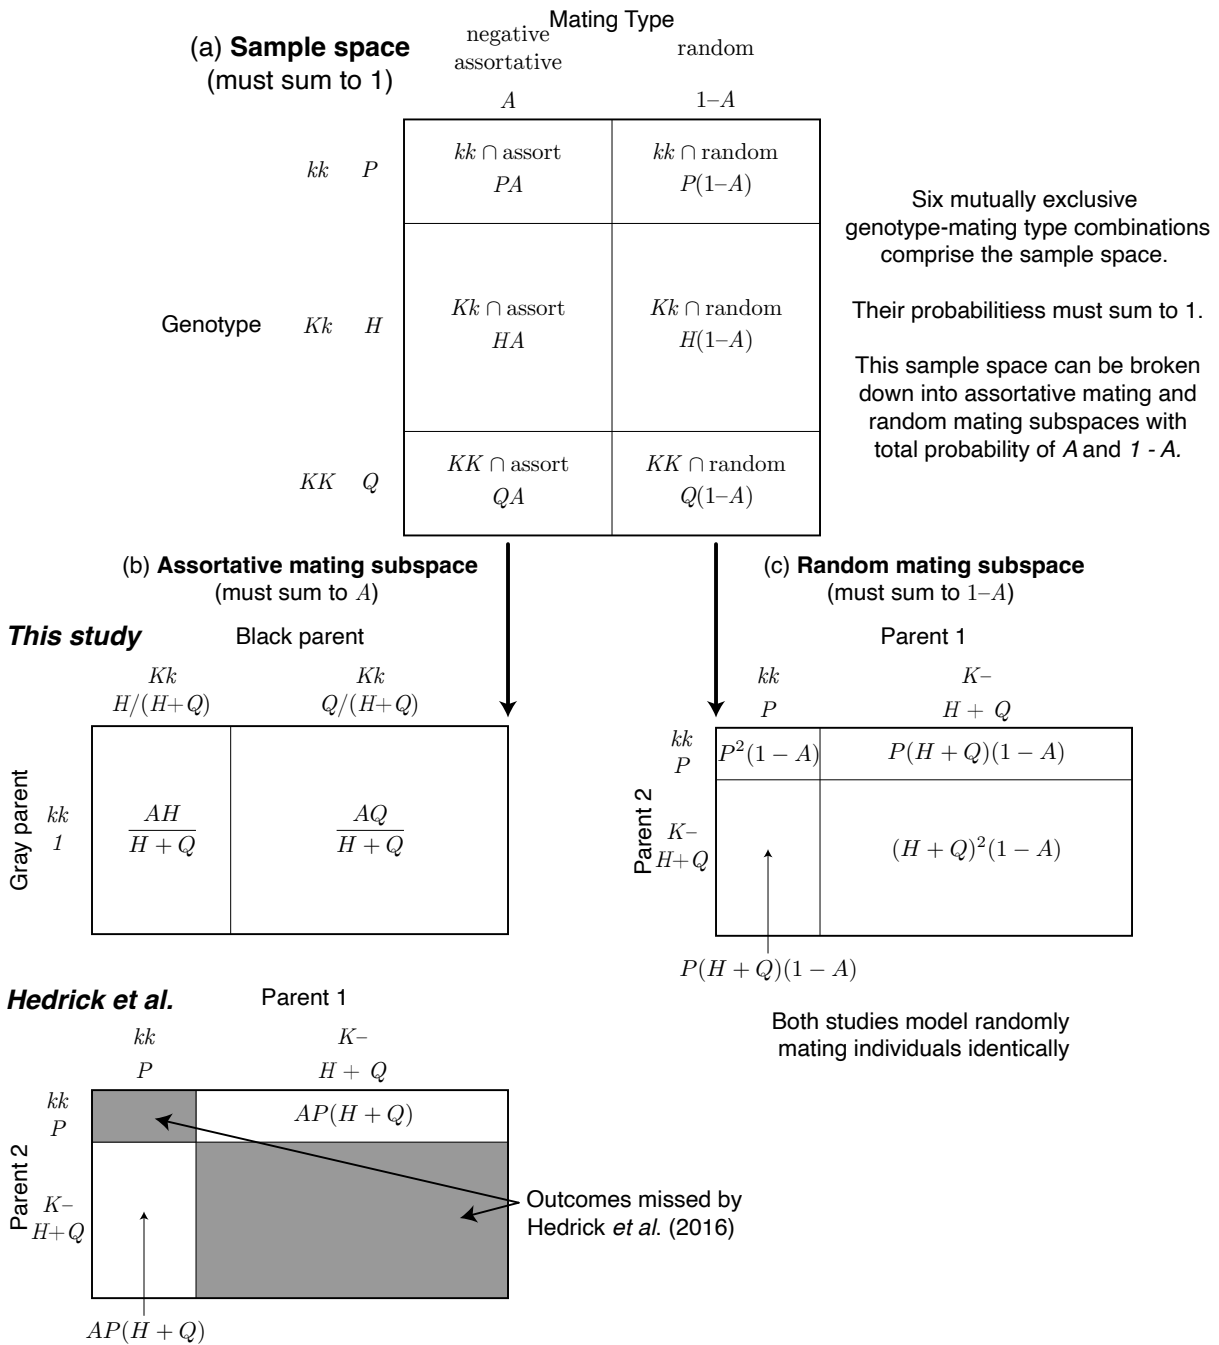 Mating Type
(a) Sample space
(must sum to 1)
negative
assortative
random
A
1–A
kk P
kk ∩ assort
PA
kk ∩ random
P(1–A)
Genotype
Kk H
Kk ∩ assort
HA
Kk ∩ random
H(1–A)
KK Q
KK ∩ assort
QA
KK ∩ random
Q(1–A)
Six mutually exclusive
genotype-mating type combinations
comprise the sample space.
Their probabilitiess must sum to 1.
This sample space can be broken
down into assortative mating and
random mating subspaces with
total probability of A and 1 - A.
(b) Assortative mating subspace
(must sum to A)
This study
Black parent
Kk
H/(H+Q)
Kk
Q/(H+Q)
Gray parent
kk
1
AH
H + Q
AQ
H + Q
(c) Random mating subspace
(must sum to 1–A)
Parent 1
kk
P
K–
H + Q
Parent 2
kk
P
P²(1 − A)
P(H + Q)(1 − A)
K–
H+Q
(H + Q)²(1 − A)
P(H + Q)(1 − A)
Both studies model randomly
mating individuals identically
Hedrick et al.
Parent 1
kk
P
K–
H + Q
Parent 2
kk
P
AP(H + Q)
K–
H+Q
AP(H + Q)
Outcomes missed by
Hedrick et al. (2016)